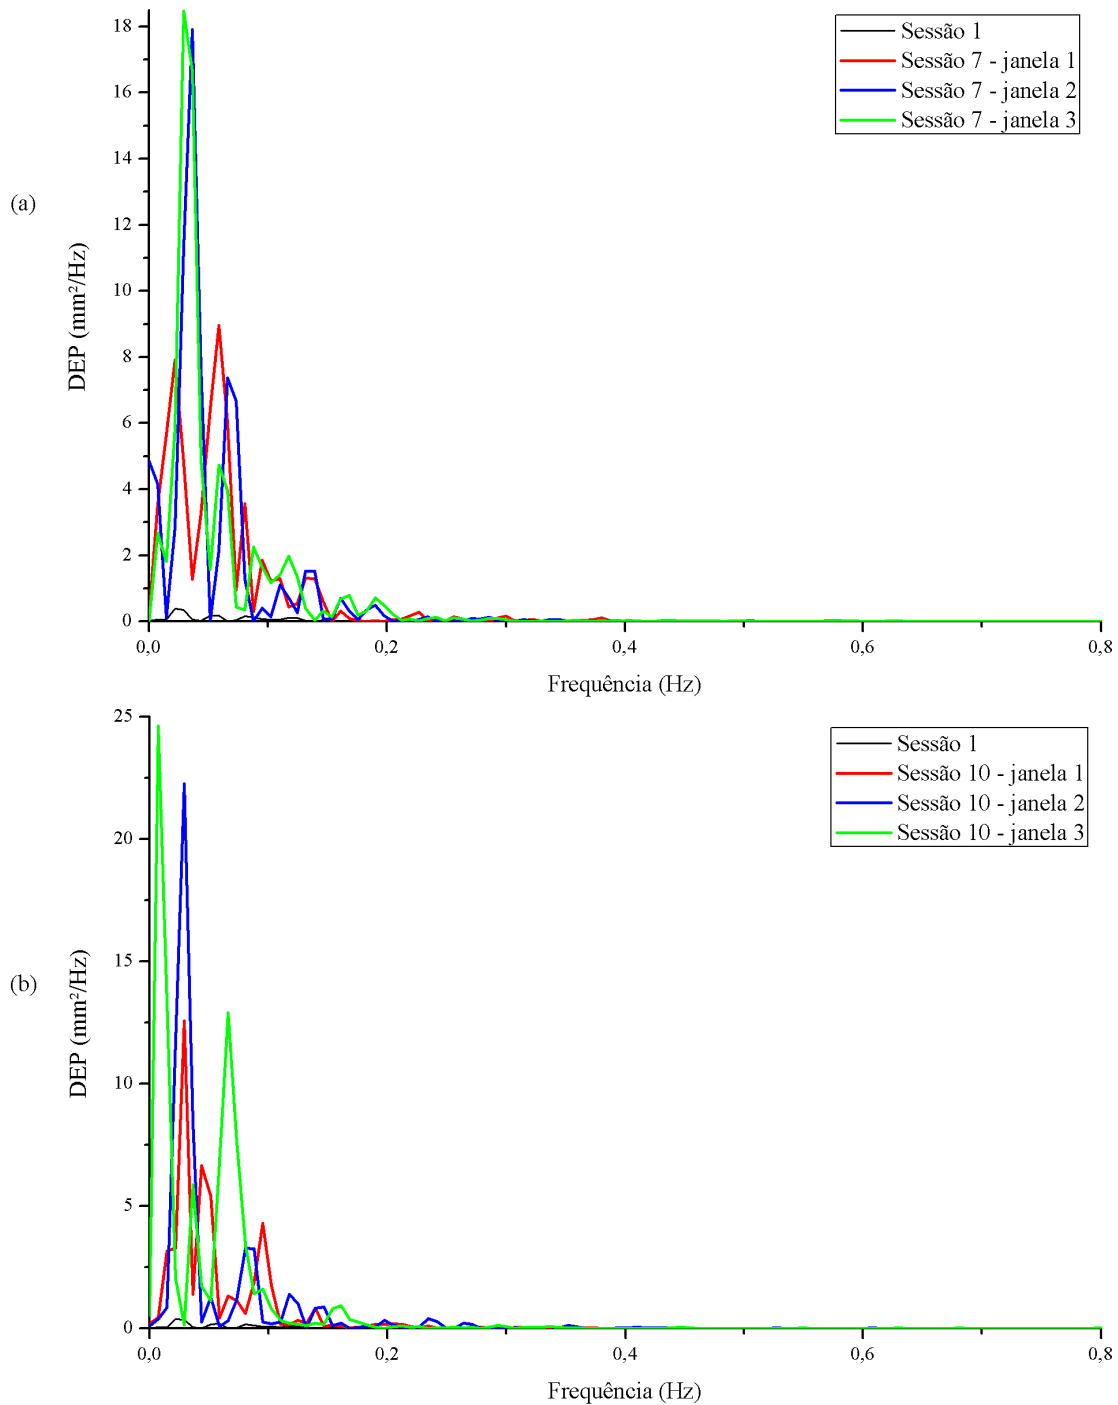 (a)
DEP (mm²/Hz)
18
16
14
12
10
8
6
4
2
0
0,0
0,2
0,4
0,6
0,8
Frequência (Hz)
Sessão 1
Sessão 7 - janela 1
Sessão 7 - janela 2
Sessão 7 - janela 3
(b)
DEP (mm²/Hz)
25
20
15
10
5
0
0,0
0,2
0,4
0,6
0,8
Frequência (Hz)
Sessão 1
Sessão 10 - janela 1
Sessão 10 - janela 2
Sessão 10 - janela 3